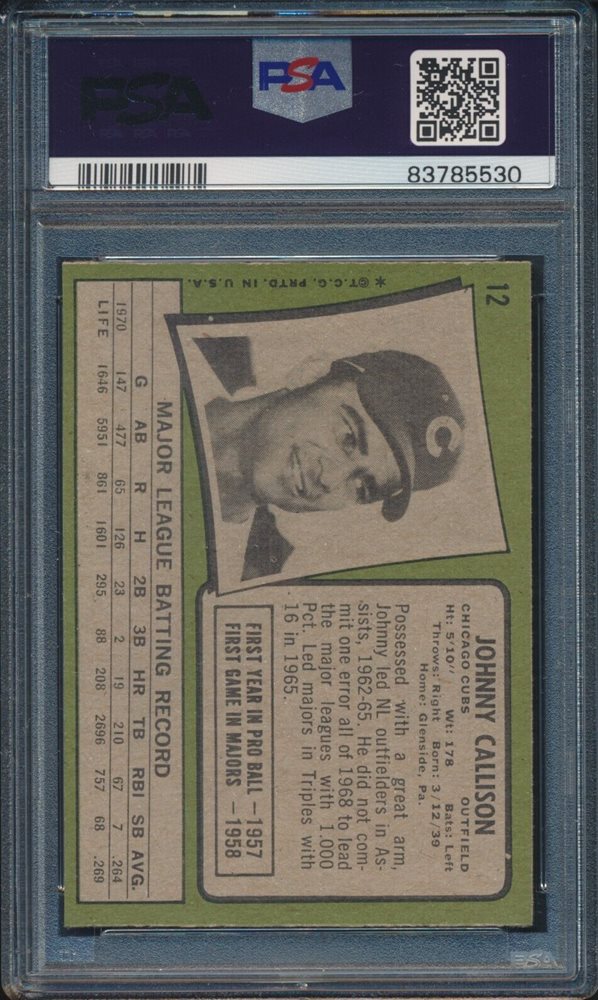 PSA
PSA
83785530
12
JOHNNY CALLISON
CHICAGO CUBS OUTFIELD
Ht: 5'10" Wt: 178 Bats: Left
Throws: Right Born: 3/12/39
Home: Glenside, Pa.
Possessed with a great arm,
Johnny led NL outfielders in As-
sists, 1962-65. He did not com-
mit one error all of 1968 to lead
the major leagues with 1.000
Pct. Led majors in Triples with
16 in 1965.
FIRST YEAR IN PRO BALL — 1957
FIRST GAME IN MAJORS — 1958
C
MAJOR LEAGUE BATTING RECORD
G AB R H 2B 3B HR TB RBI SB AVG.
1970 147 477 65 126 23 2 19 210 67 7 .264
LIFE 1646 5951 861 1601 295 88 208 2696 757 68 .269
* © T.C.G. PRTD. IN U.S.A.
PSA